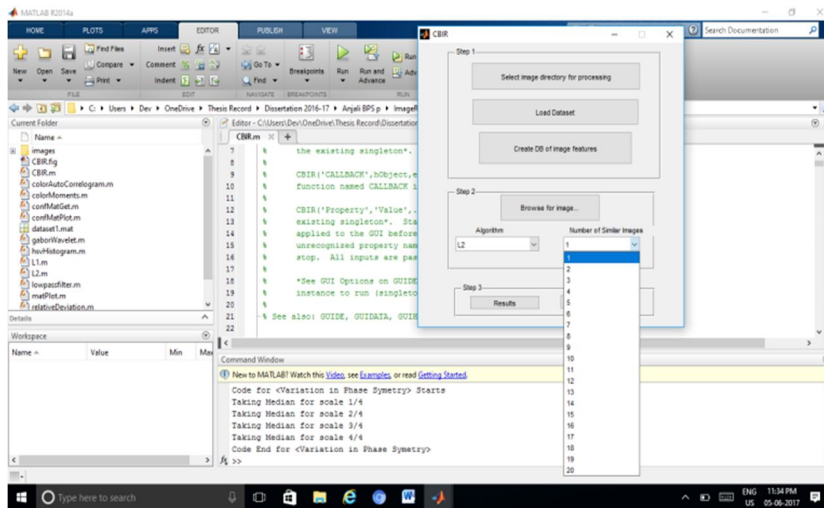 MATLAB R2014a
HOME PLOTS APPS EDITOR PUBLISH VIEW
Search Documentation
New Open Save
Find Files
Compare
Print
Insert
Comment
Indent
Go To
Find
Breakpoints
Run
Run and Advance
Run
Adv
FILE EDIT NAVIGATE BREAKPOINTS RUN
C: Users Dev OneDrive Thesis Record Dissertation 2016-17 Anjali BPS p ImageR
Current Folder
Name
images
CBIR.fig
CBIR.m
colorAutoCorrelogram.m
colorMoments.m
confMatGet.m
confMatPlot.m
dataset1.mat
gaborWavelet.m
hsvHistogram.m
L1.m
L2.m
lowpassfilter.m
matPlot.m
relativeDeviation.m
Details
Workspace
Name Value Min Max
Editor - C:\Users\Dev\OneDrive\Thesis Record\Dissertation
CBIR.m
7 % the existing singleton*.
8 %
9 % CBIR('CALLBACK',hObject,e
10 % function named CALLBACK i
11 %
12 % CBIR('Property','Value',.
13 % existing singleton*. Sta
14 % applied to the GUI before
15 % unrecognized property nam
16 % stop. All inputs are pas
17 %
18 % *See GUI Options on GUIDE
19 % instance to run (singleto
20 %
21 % See also: GUIDE, GUIDATA, GUIH
22
Command Window
New to MATLAB? Watch this Video, see Examples, or read Getting Started.
Code for <Variation in Phase Symetry> Starts
Taking Median for scale 1/4
Taking Median for scale 2/4
Taking Median for scale 3/4
Taking Median for scale 4/4
Code End for <Variation in Phase Symetry>
fx >>
CBIR
Step 1
Select image directory for processing
Load Dataset
Create DB of image features
Step 2
Browse for image...
Algorithm Number of Similar Images
L2 1
1
2
3
4
5
6
7
8
9
10
11
12
13
14
15
16
17
18
19
20
Step 3
Results
Type here to search
ENG
US
11:34 PM
05-06-2017